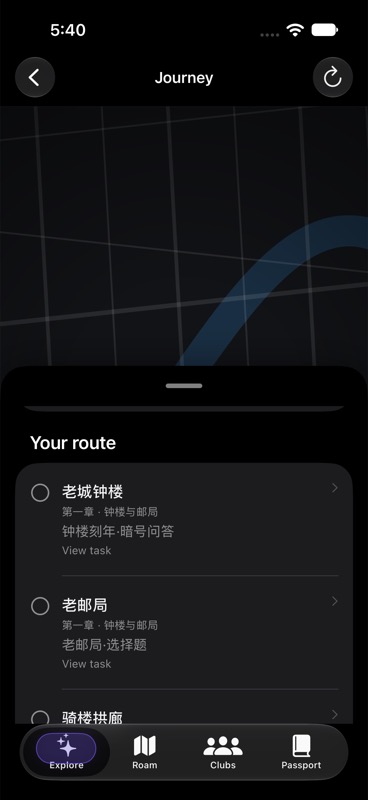 5:40
Journey
Your route
老城钟楼
第一章 · 钟楼与邮局
钟楼刻年·暗号问答
View task
老邮局
第一章 · 钟楼与邮局
老邮局·选择题
View task
骑楼拱廊
Explore
Roam
Clubs
Passport